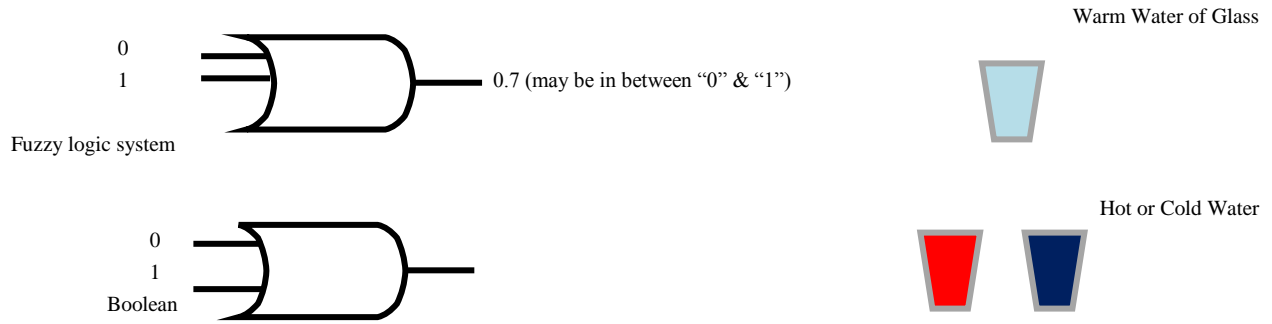 Warm Water of Glass
0
1
0.7 (may be in between “0” & “1”)
Fuzzy logic system
Hot or Cold Water
0
1
Boolean